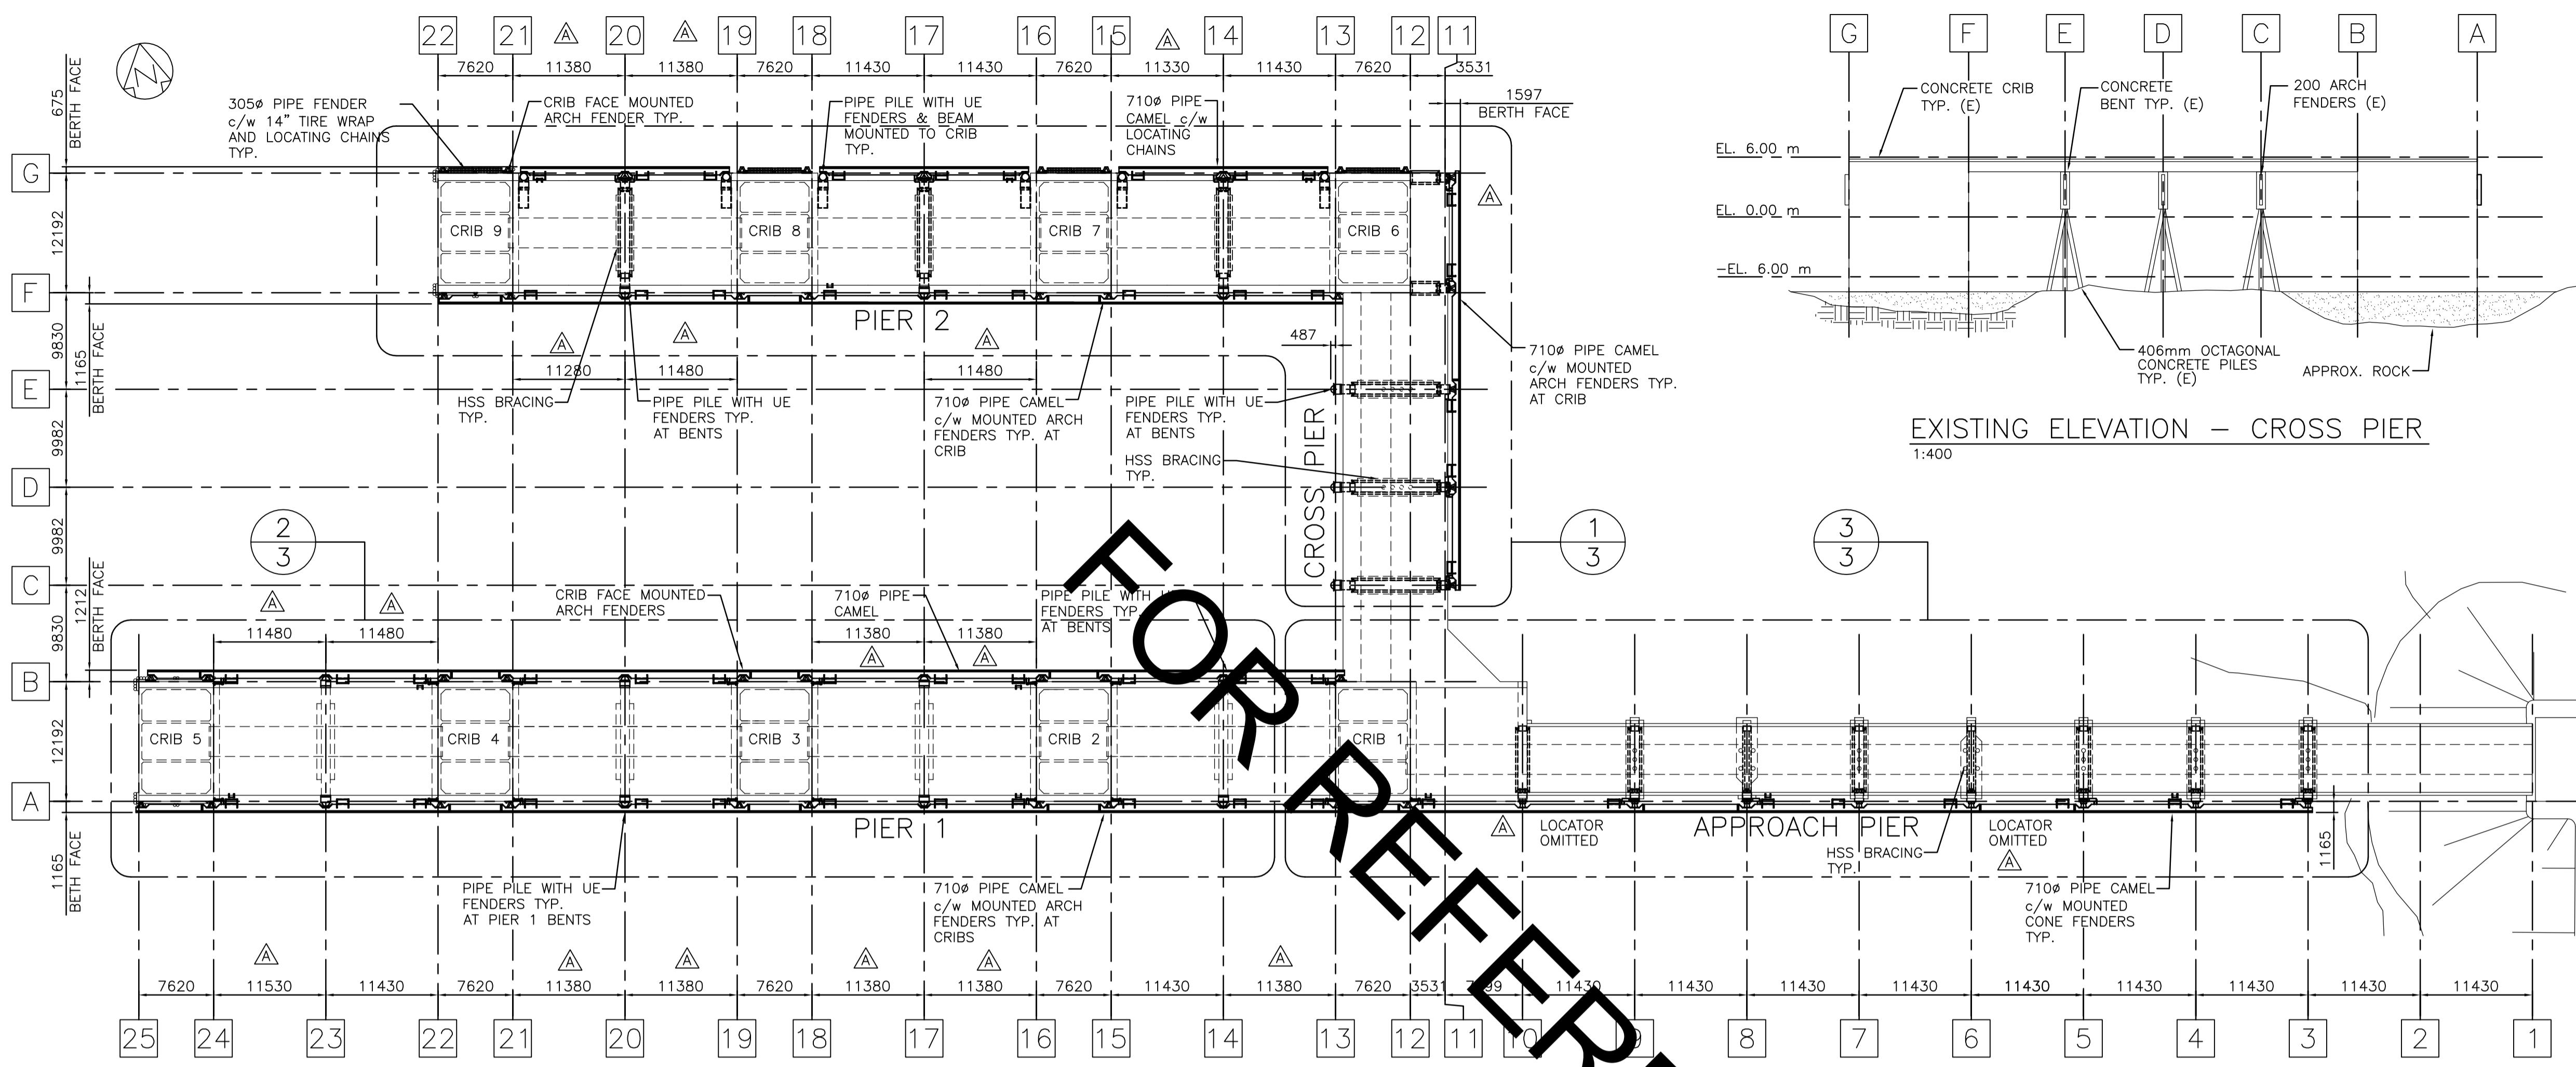 22
21
A
20
A
19
18
17
16
15
A
14
13
12
11
7620
11380
11380
7620
11430
11430
7620
11330
11430
7620
3531
1597
BERTH FACE
N
675
BERTH FACE
305ø PIPE FENDER
c/w 14" TIRE WRAP
AND LOCATING CHAINS
TYP.
CRIB FACE MOUNTED
ARCH FENDER TYP.
PIPE PILE WITH UE
FENDERS & BEAM
MOUNTED TO CRIB
TYP.
710ø PIPE
CAMEL c/w
LOCATING
CHAINS
G
12192
CRIB 9
CRIB 8
CRIB 7
CRIB 6
A
F
PIER 2
9830
1165
BERTH FACE
A
A
A
487
11280
11480
11480
E
HSS BRACING
TYP.
PIPE PILE WITH UE
FENDERS TYP.
AT BENTS
710ø PIPE CAMEL
c/w MOUNTED ARCH
FENDERS TYP. AT
CRIB
PIPE PILE WITH UE
FENDERS TYP.
AT BENTS
HSS BRACING
TYP.
710ø PIPE CAMEL
c/w MOUNTED
ARCH FENDERS TYP.
AT CRIB
9982
D
CROSS PIER
9982
2
3
1
3
3
3
C
1212
BERTH FACE
9830
A
A
CRIB FACE MOUNTED
ARCH FENDERS
710ø PIPE
CAMEL
PIPE PILE WITH UE
FENDERS TYP.
AT BENTS
11480
11480
11380
11380
A
A
B
12192
CRIB 5
CRIB 4
CRIB 3
CRIB 2
CRIB 1
A
PIER 1
APPROACH PIER
A
LOCATOR
OMITTED
LOCATOR
OMITTED
A
HSS BRACING
TYP.
1165
1165
BETH FACE
PIPE PILE WITH UE
FENDERS TYP.
AT PIER 1 BENTS
710ø PIPE CAMEL
c/w MOUNTED ARCH
FENDERS TYP. AT
CRIBS
710ø PIPE CAMEL
c/w MOUNTED
CONE FENDERS
TYP.
A
A
A
A
A
A
7620
11530
11430
7620
11380
11380
7620
11380
11380
7620
11430
11380
7620
3531
11430
11430
11430
11430
11430
11430
11430
11430
11430
25
24
23
22
21
20
19
18
17
16
15
14
13
12
11
10
9
8
7
6
5
4
3
2
1
G
F
E
D
C
B
A
CONCRETE CRIB
TYP. (E)
CONCRETE
BENT TYP. (E)
200 ARCH
FENDERS (E)
EL. 6.00 m
EL. 0.00 m
-EL. 6.00 m
406mm OCTAGONAL
CONCRETE PILES
TYP. (E)
APPROX. ROCK
EXISTING ELEVATION - CROSS PIER
1:400
FOR